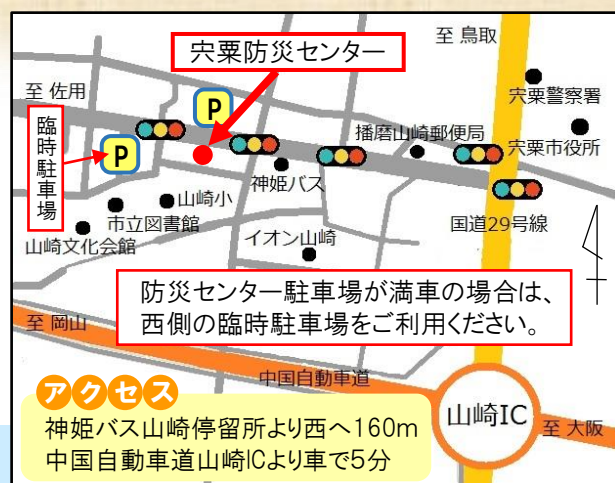 宍粟防災センター
至 鳥取
至 佐用
P
宍粟警察署
臨時駐車場
P
播磨山崎郵便局
宍粟市役所
神姫バス
山崎小
市立図書館
国道29号線
山崎文化会館
イオン山崎
防災センター駐車場が満車の場合は、
西側の臨時駐車場をご利用ください。
至 岡山
中国自動車道
アクセス
山崎IC
至 大阪
神姫バス山崎停留所より西へ160m
中国自動車道山崎ICより車で5分